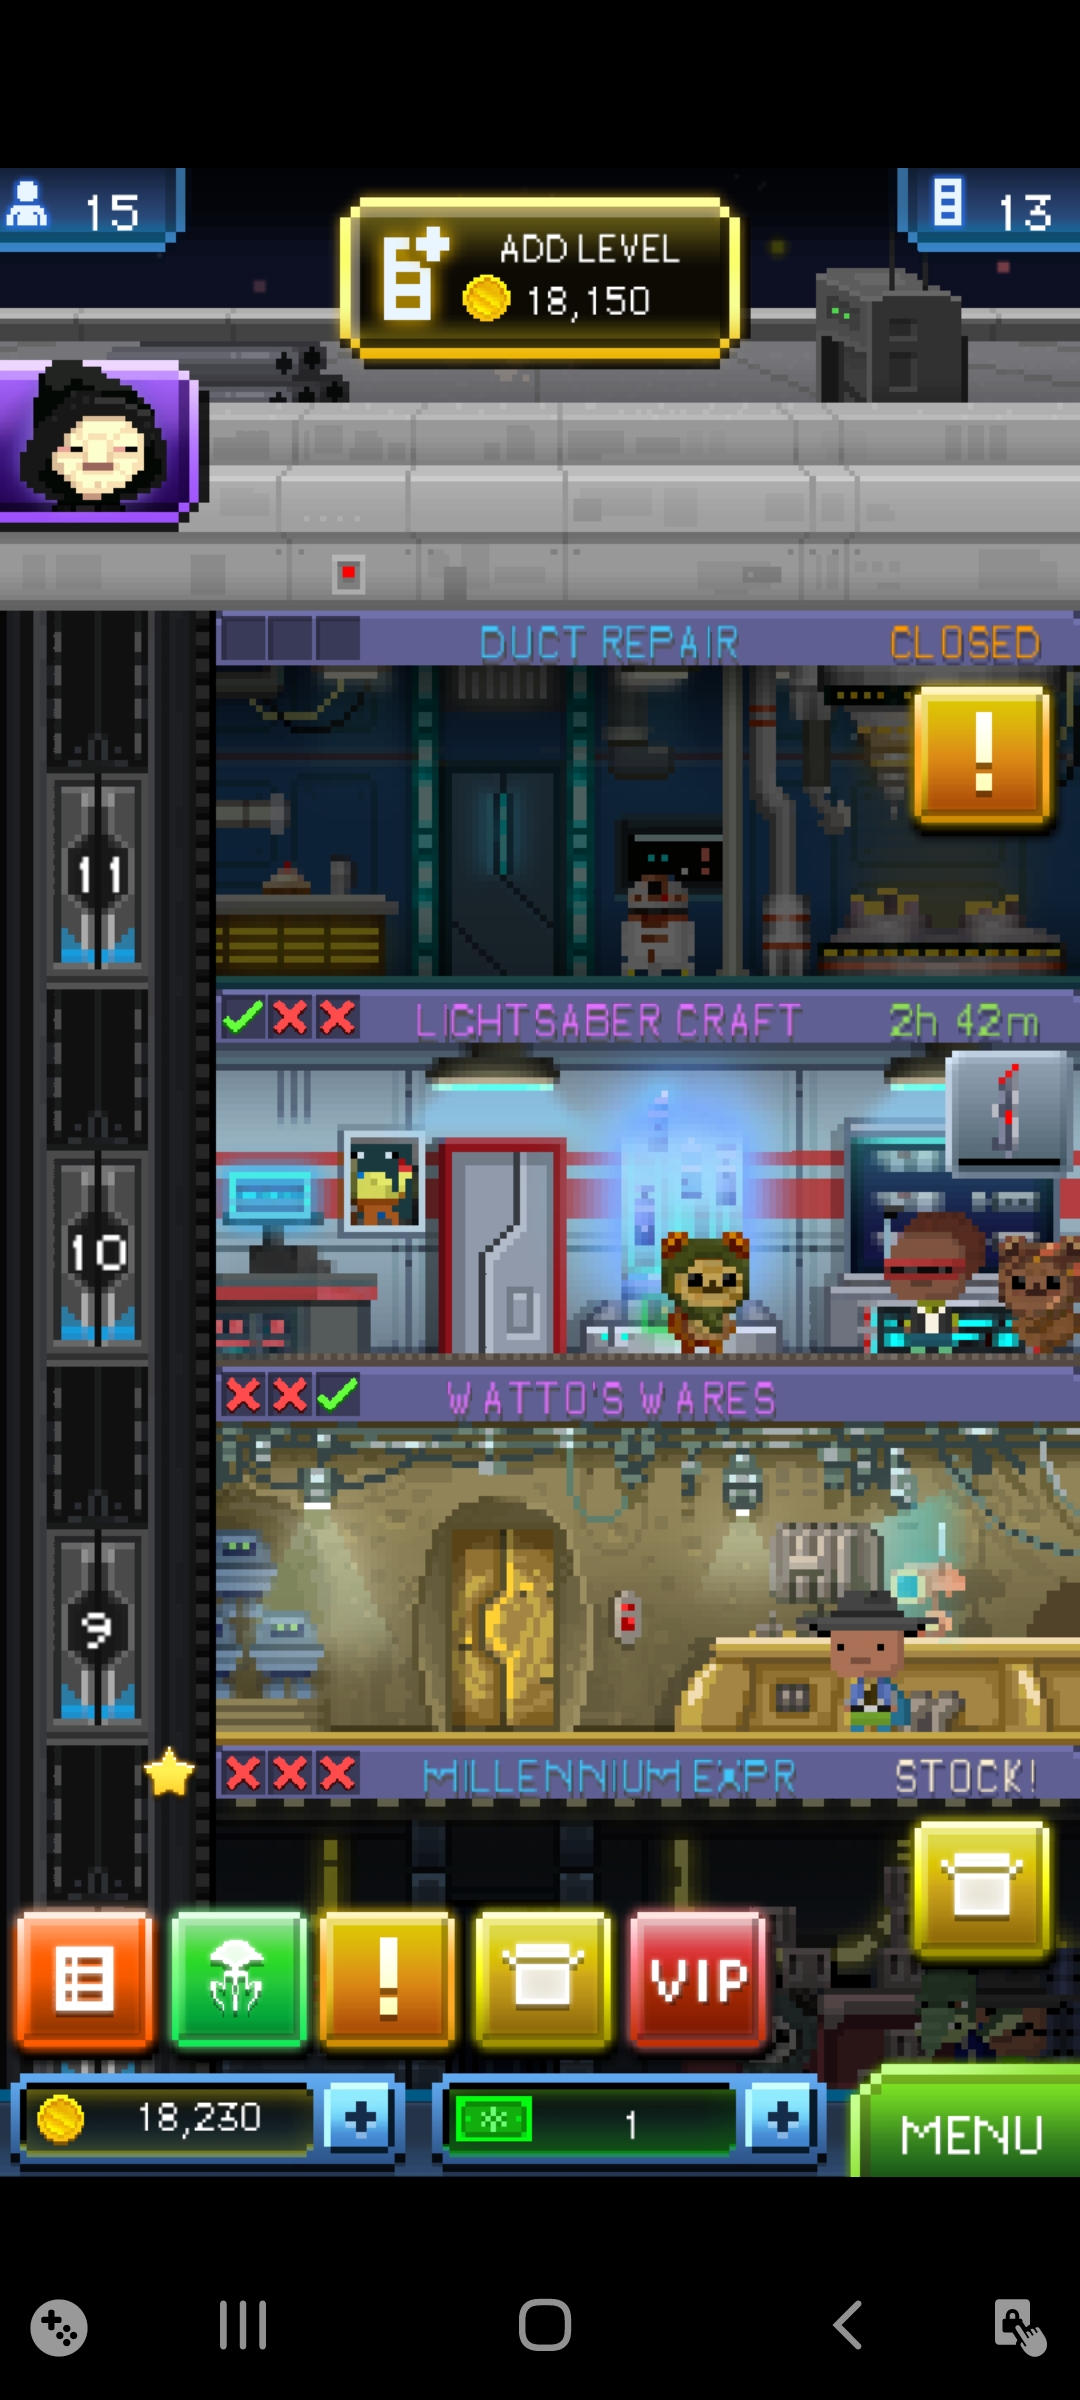 15
ADD LEVEL
18,150
13
DUCT REPAIR CLOSED
!
11
LIGHTSABER CRAFT 2h 42m
10
WATTO'S WARES
9
MILLENNIUM EXPR STOCK!
! VIP
18,230 + 1 + MENU